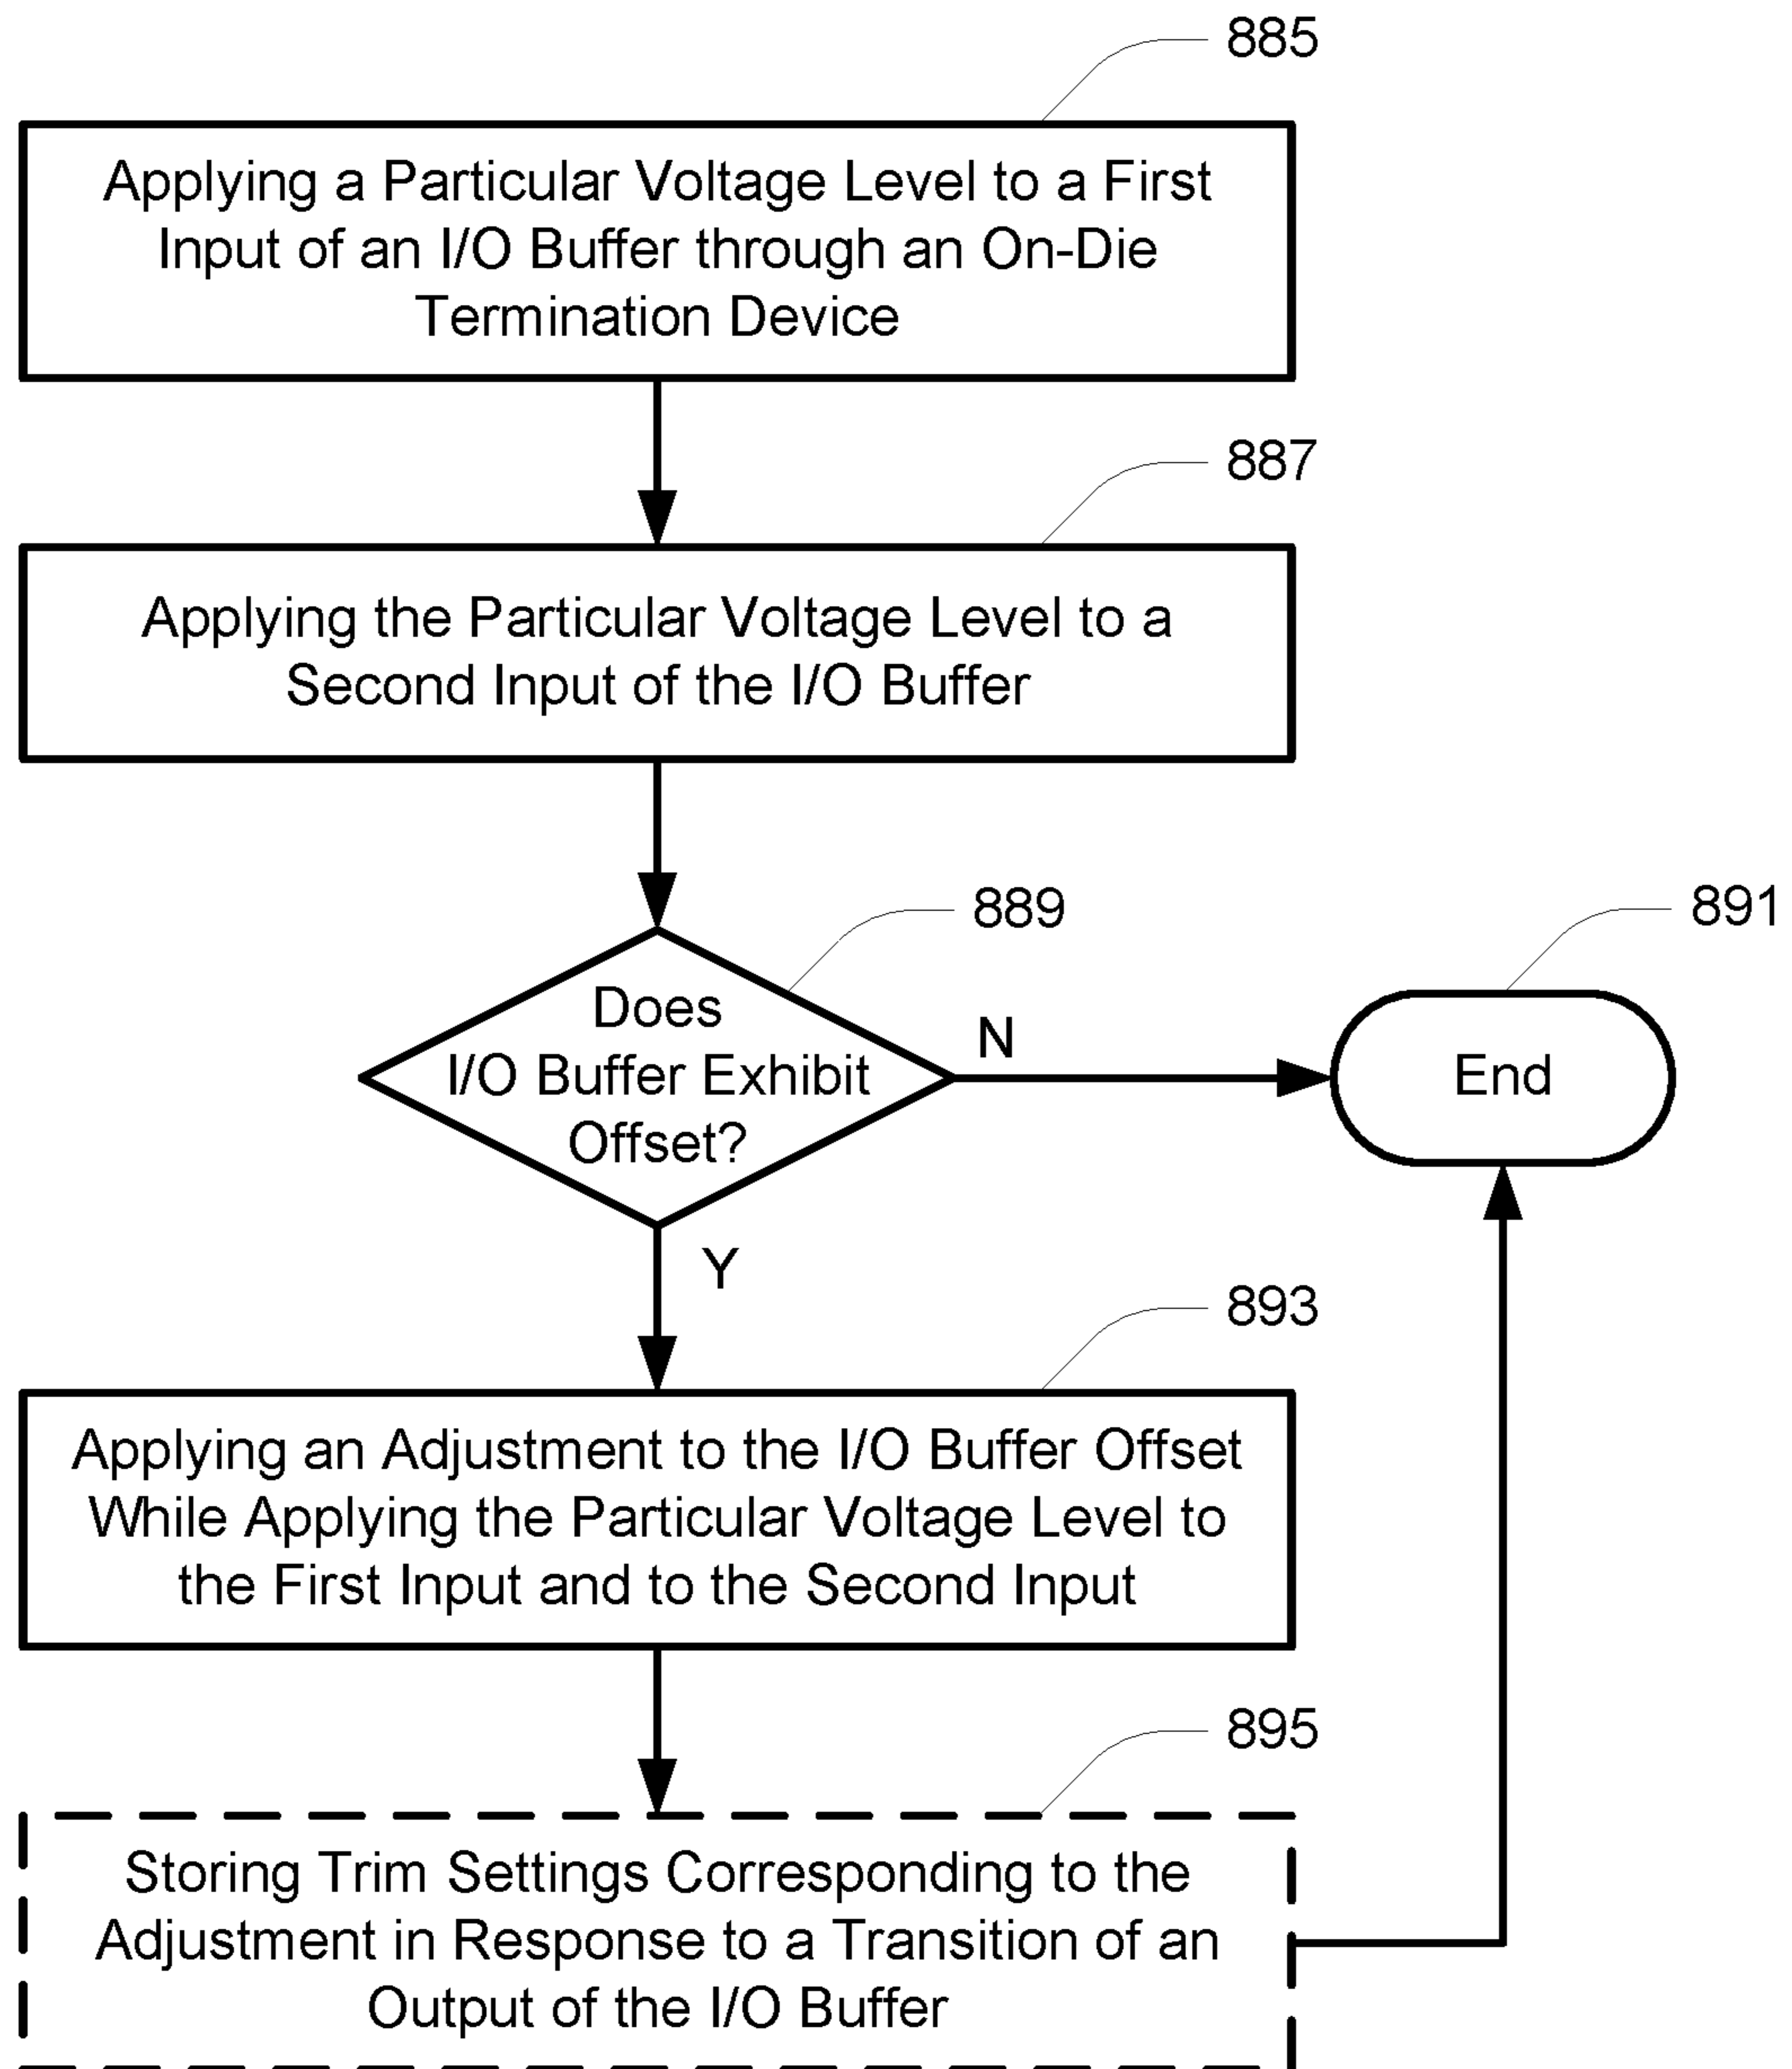 885
Applying a Particular Voltage Level to a First
Input of an I/O Buffer through an On-Die
Termination Device
887
Applying the Particular Voltage Level to a
Second Input of the I/O Buffer
889
891
Does
I/O Buffer Exhibit
Offset?
N
End
Y
893
Applying an Adjustment to the I/O Buffer Offset
While Applying the Particular Voltage Level to
the First Input and to the Second Input
895
Storing Trim Settings Corresponding to the
Adjustment in Response to a Transition of an
Output of the I/O Buffer